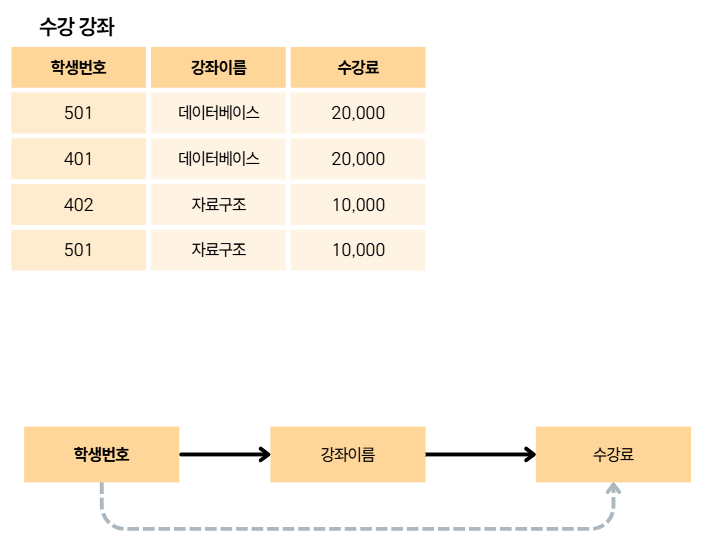 수강 강좌
학생번호 강좌이름 수강료
501 데이터베이스 20,000
401 데이터베이스 20,000
402 자료구조 10,000
501 자료구조 10,000
학생번호 강좌이름 수강료